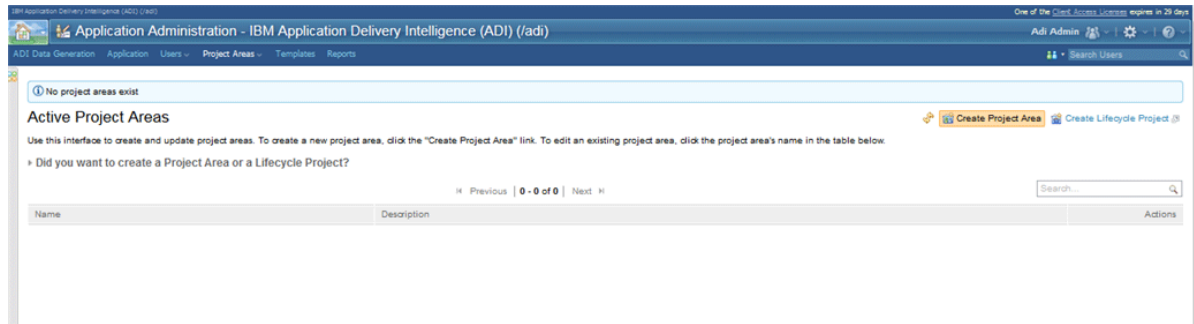 IBM Application Delivery Intelligence (ADI) (/adi)
One of the Client Access Licenses expires in 29 days
Application Administration - IBM Application Delivery Intelligence (ADI) (/adi)
Adi Admin
ADI Data Generation Application Users Project Areas Templates Reports
Search Users
No project areas exist
Active Project Areas
Create Project Area Create Lifecycle Project
Use this interface to create and update project areas. To create a new project area, click the "Create Project Area" link. To edit an existing project area, click the project area's name in the table below.
Did you want to create a Project Area or a Lifecycle Project?
Previous | 0 - 0 of 0 | Next
Search...
Name Description Actions